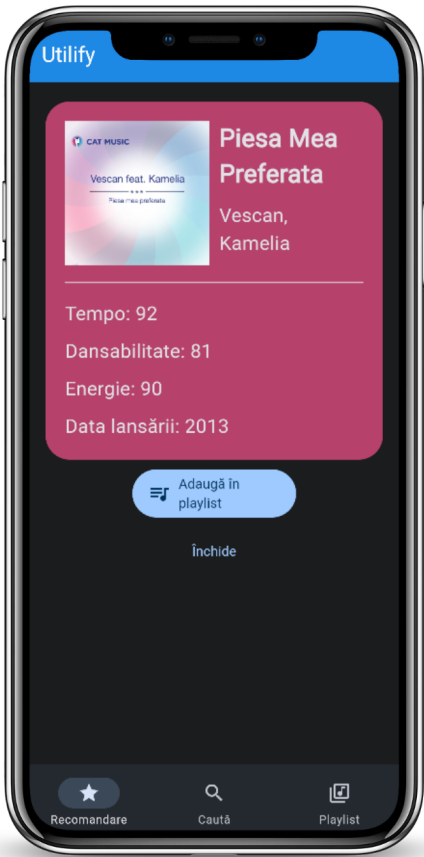 Utilify
CAT MUSIC
Vescan feat. Kamelia
Piesa mea preferata
Piesa Mea
Preferata
Vescan,
Kamelia
Tempo: 92
Dansabilitate: 81
Energie: 90
Data lansării: 2013
Adaugă în
playlist
Închide
Recomandare
Caută
Playlist